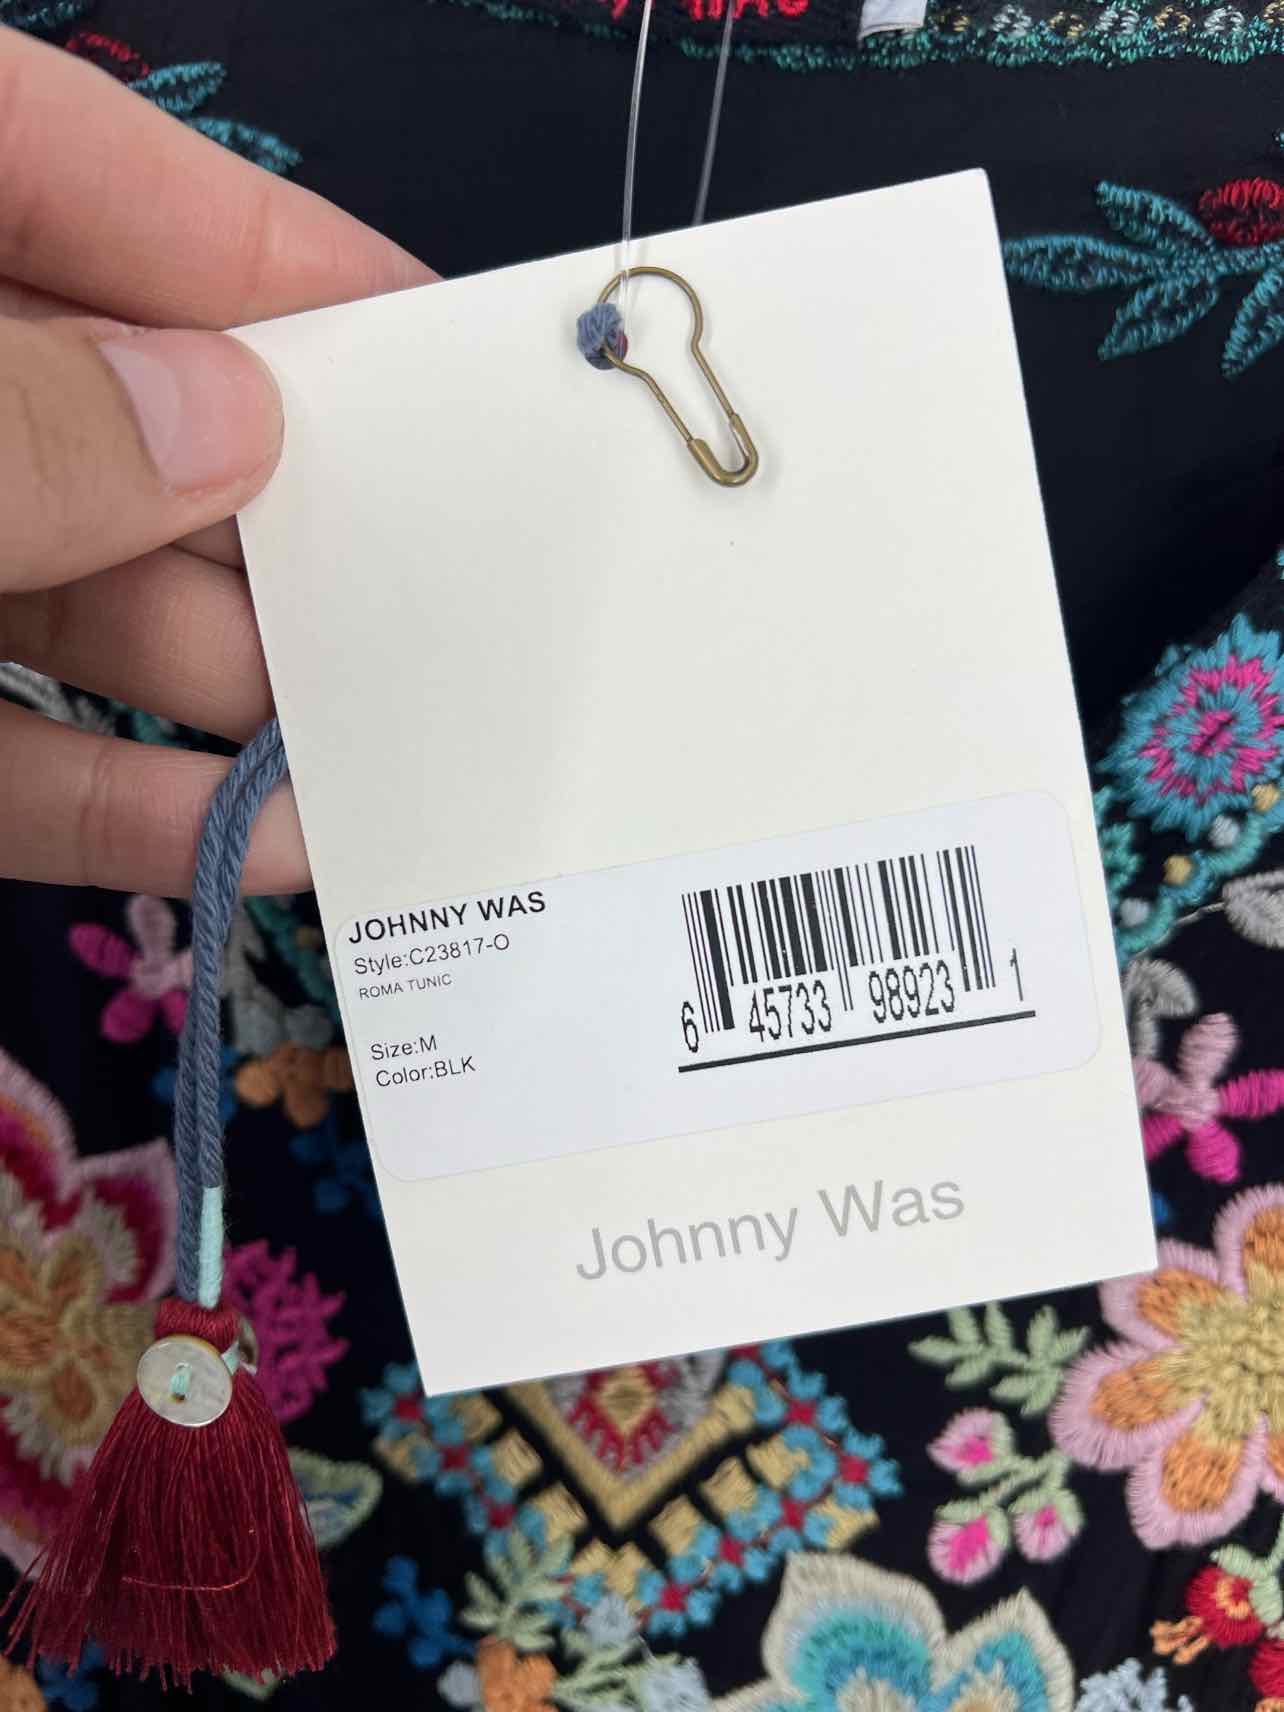 JOHNNY WAS
Style:C23817-O
ROMA TUNIC
Size:M
Color:BLK
6 45733 98923 1
Johnny Was